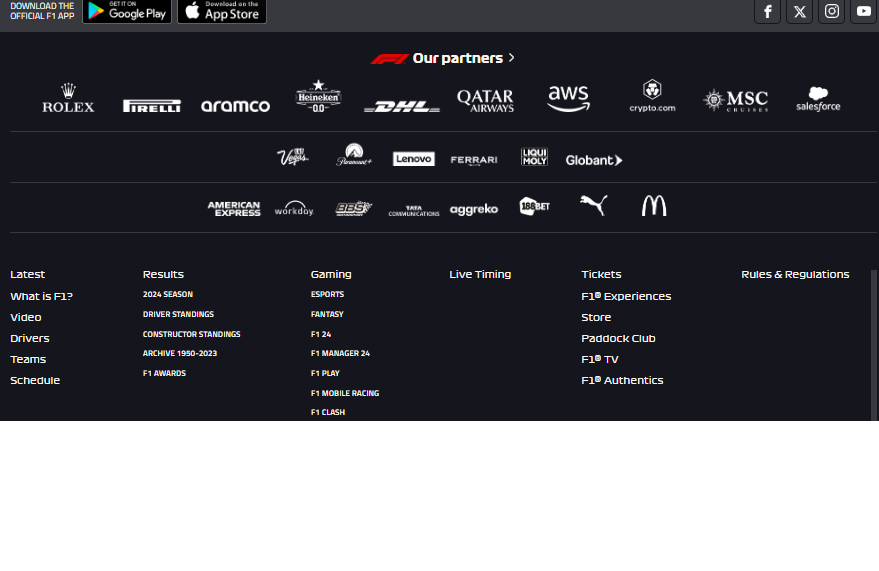 DOWNLOAD THE
OFFICIAL F1 APP
GET IT ON
Google Play
Download on the
App Store
Our partners
ROLEX
PIRELLI
aramco
Heineken
0.0
DHL
QATAR
AIRWAYS
aws
crypto.com
MSC
CRUISES
salesforce
Vegas
Paramount+
Lenovo
FERRARI
LIQUI
MOLY
Globant
AMERICAN
EXPRESS
workday.
BBS
TATA
COMMUNICATIONS
aggreko
188BET
Latest
What is F1?
Video
Drivers
Teams
Schedule
Results
2024 SEASON
DRIVER STANDINGS
CONSTRUCTOR STANDINGS
ARCHIVE 1950-2023
F1 AWARDS
Gaming
ESPORTS
FANTASY
F1 24
F1 MANAGER 24
F1 PLAY
F1 MOBILE RACING
F1 CLASH
Live Timing
Tickets
F1® Experiences
Store
Paddock Club
F1® TV
F1® Authentics
Rules & Regulations